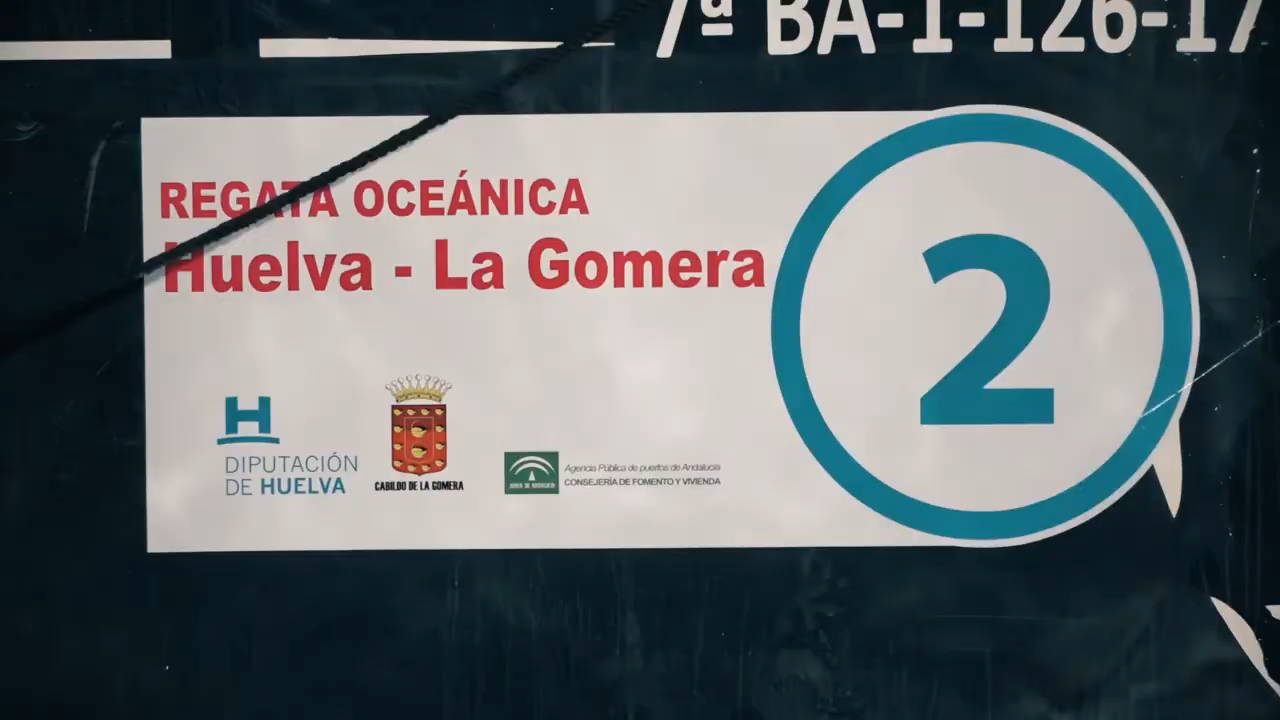 7ª BA-1-126-17
REGATA OCEÁNICA
Huelva - La Gomera
2
H
DIPUTACIÓN
DE HUELVA
CABILDO DE LA GOMERA
JUNTA DE ANDALUCIA
Agencia Pública de puertos de Andalucia
CONSEJERÍA DE FOMENTO Y VIVIENDA